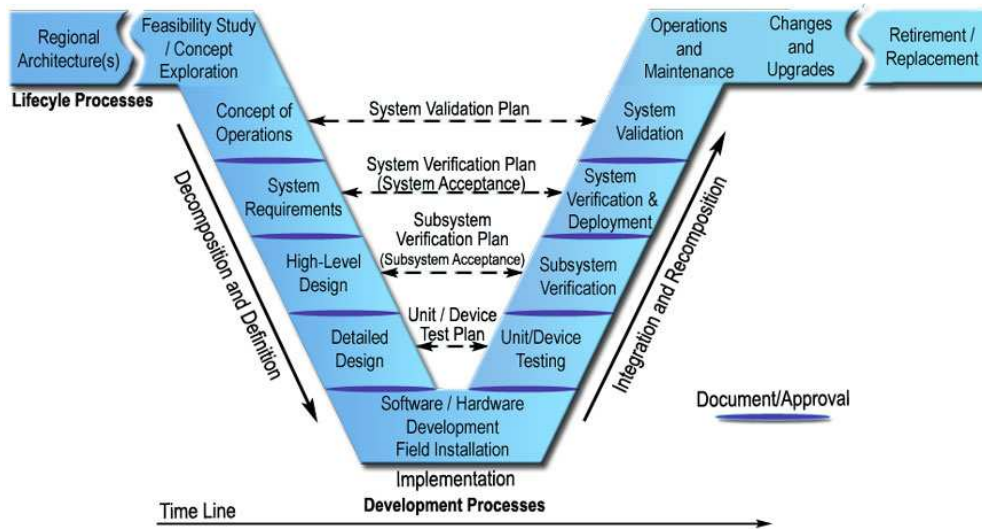 Regional
Architecture(s)
Feasibility Study
/ Concept
Exploration
Operations
and
Maintenance
Changes
and
Upgrades
Retirement /
Replacement
Lifecyle Processes
Concept of
Operations
System Validation Plan
System
Validation
System
Requirements
System Verification Plan
(System Acceptance)
System
Verification &
Deployment
High-Level
Design
Subsystem
Verification Plan
(Subsystem Acceptance)
Subsystem
Verification
Detailed
Design
Unit / Device
Test Plan
Unit/Device
Testing
Decomposition and Definition
Integration and Recomposition
Software / Hardware
Development
Field Installation
Document/Approval
Implementation
Development Processes
Time Line